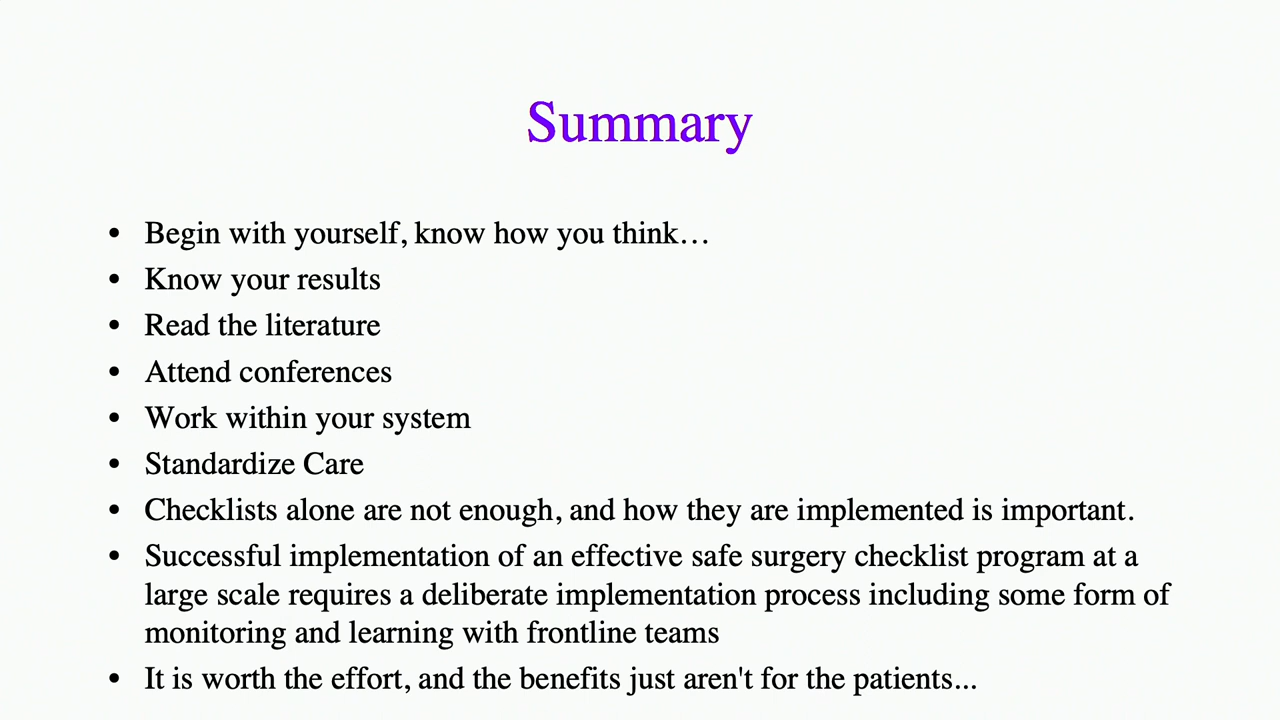 Summary
• Begin with yourself, know how you think…
• Know your results
• Read the literature
• Attend conferences
• Work within your system
• Standardize Care
• Checklists alone are not enough, and how they are implemented is important.
• Successful implementation of an effective safe surgery checklist program at a
large scale requires a deliberate implementation process including some form of
monitoring and learning with frontline teams
• It is worth the effort, and the benefits just aren't for the patients...